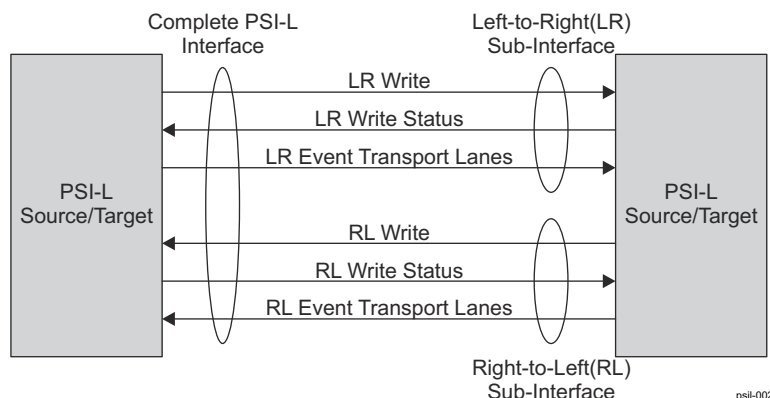 Complete PSI-L
Interface
Left-to-Right(LR)
Sub-Interface
LR Write
LR Write Status
LR Event Transport Lanes
PSI-L
Source/Target
PSI-L
Source/Target
RL Write
RL Write Status
RL Event Transport Lanes
Right-to-Left(RL)
Sub-Interface
psil-002